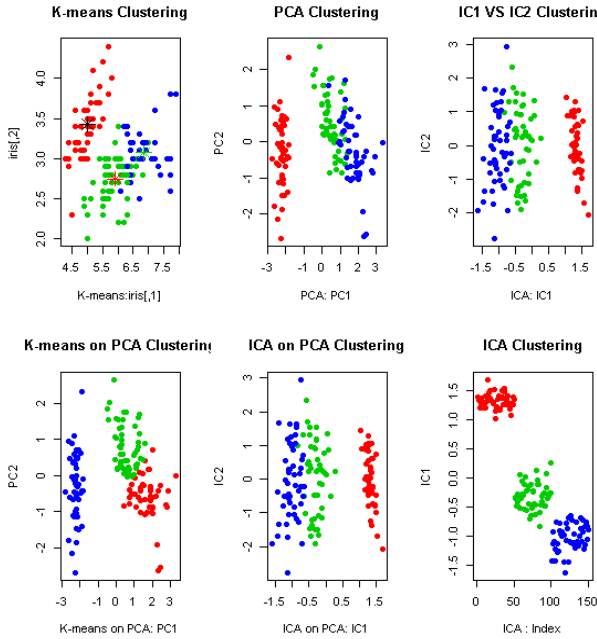 K-means Clustering
PCA Clustering
IC1 VS IC2 Clusterin
iris[,2]
2.0 2.5 3.0 3.5 4.0
4.5 5.5 6.5 7.5
K-means:iris[,1]
PC2
-2 -1 0 1 2
-3 -1 0 1 2 3
PCA: PC1
IC2
-2 -1 0 1 2 3
-1.5 -0.5 0.5 1.5
ICA: IC1
K-means on PCA Clustering
ICA on PCA Clustering
ICA Clustering
PC2
-2 -1 0 1 2
-3 -1 0 1 2 3
K-means on PCA: PC1
IC2
-2 -1 0 1 2 3
-1.5 -0.5 0.5 1.5
ICA on PCA: IC1
IC1
-1.5 -1.0 -0.5 0.0 0.5 1.0 1.5
0 50 100 150
ICA : Index